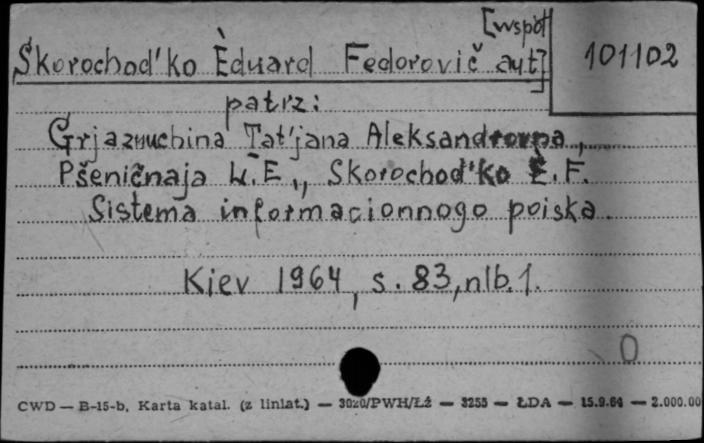 [współ
Skorochod'ko Èduard Fedorovič aut] 101102
patrz:
Grjaznuchina Tat'jana Aleksandrovna,
Pšeničnaja L.E., Skorochod'ko È.F.
Sistema informacionnogo poiska.
Kiev 1964, s. 83, nlb. 1.
0
CWD — B-15-b. Karta katal. (z liniat.) — 3020/PWH/Łź — 3255 — ŁDA — 15.9.64 — 2.000.00